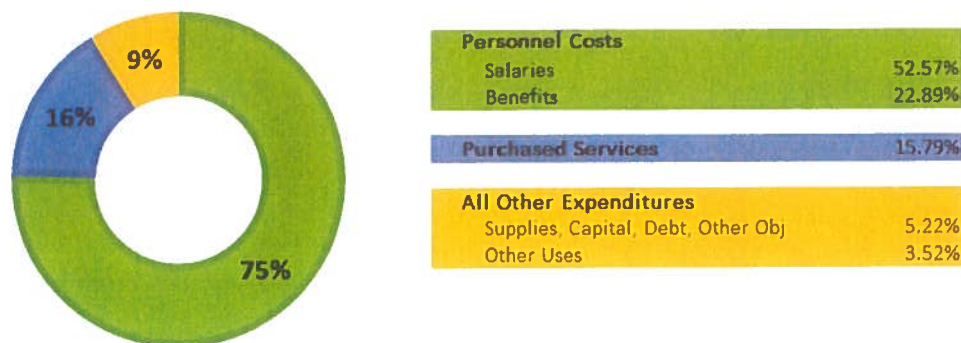 9%
16%
75%
Personnel Costs
Salaries 52.57%
Benefits 22.89%
Purchased Services 15.79%
All Other Expenditures
Supplies, Capital, Debt, Other Obj 5.22%
Other Uses 3.52%